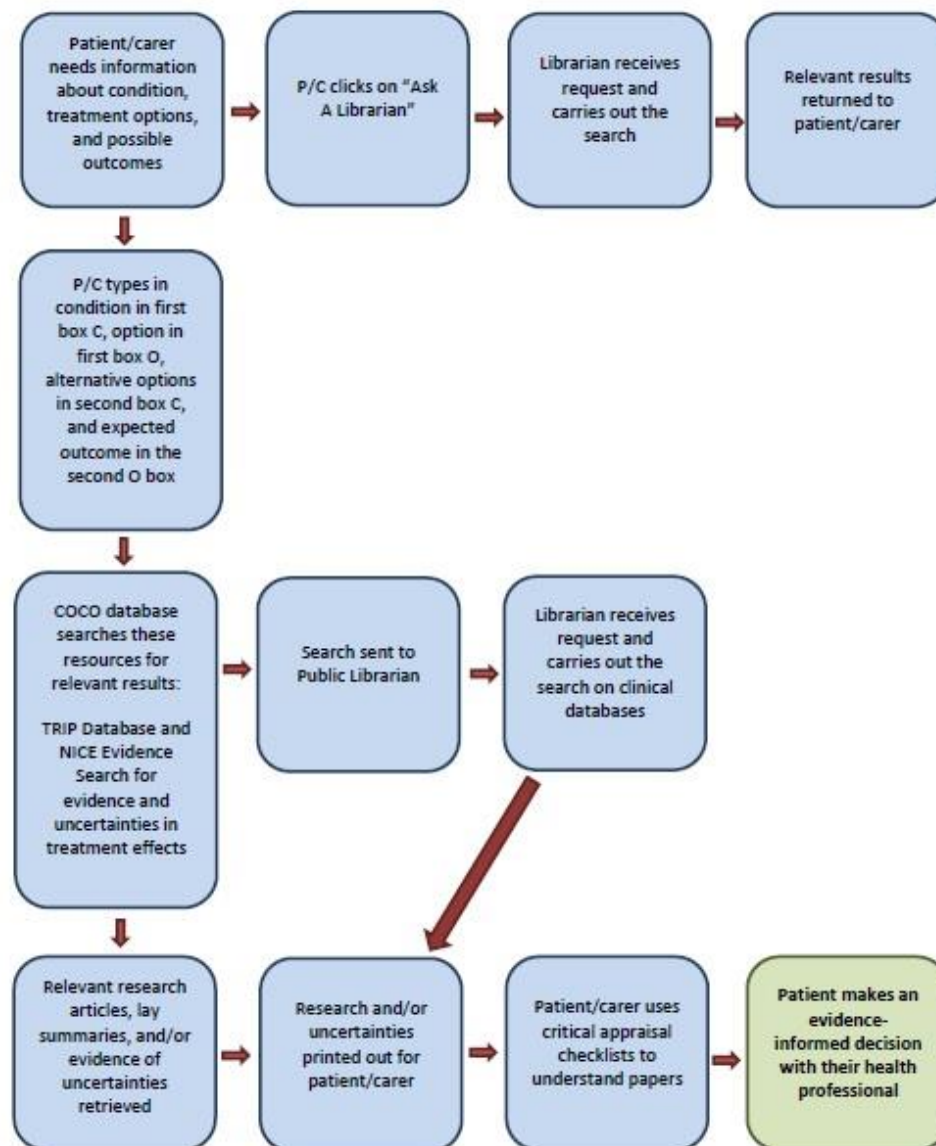 Patient/carer
needs information
about condition,
treatment options,
and possible
outcomes
P/C clicks on “Ask
A Librarian”
Librarian receives
request and
carries out the
search
Relevant results
returned to
patient/carer
P/C types in
condition in first
box C, option in
first box O,
alternative options
in second box C,
and expected
outcome in the
second O box
COCO database
searches these
resources for
relevant results:
TRIP Database and
NICE Evidence
Search for
evidence and
uncertainties in
treatment effects
Search sent to
Public Librarian
Librarian receives
request and
carries out the
search on clinical
databases
Relevant research
articles, lay
summaries, and/or
evidence of
uncertainties
retrieved
Research and/or
uncertainties
printed out for
patient/carer
Patient/carer uses
critical appraisal
checklists to
understand papers
Patient makes an
evidence-
informed decision
with their health
professional